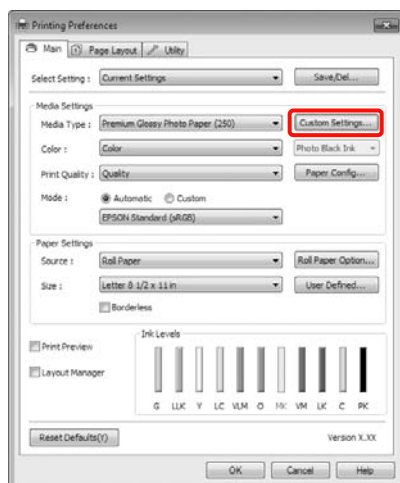 Printing Preferences
Main Page Layout Utility
Select Setting : Current Settings Save/Del...
Media Settings
Media Type : Premium Glossy Photo Paper (250) Custom Settings...
Color : Color Photo Black Ink
Print Quality : Quality Paper Config...
Mode : Automatic Custom
EPSON Standard (sRGB)
Paper Settings
Source : Roll Paper Roll Paper Option...
Size : Letter 8 1/2 x 11 in User Defined...
Borderless
Ink Levels
Print Preview
Layout Manager
G LLK Y LC VLM O MK VM LK C PK
Reset Defaults(Y) Version X.XX
OK Cancel Help